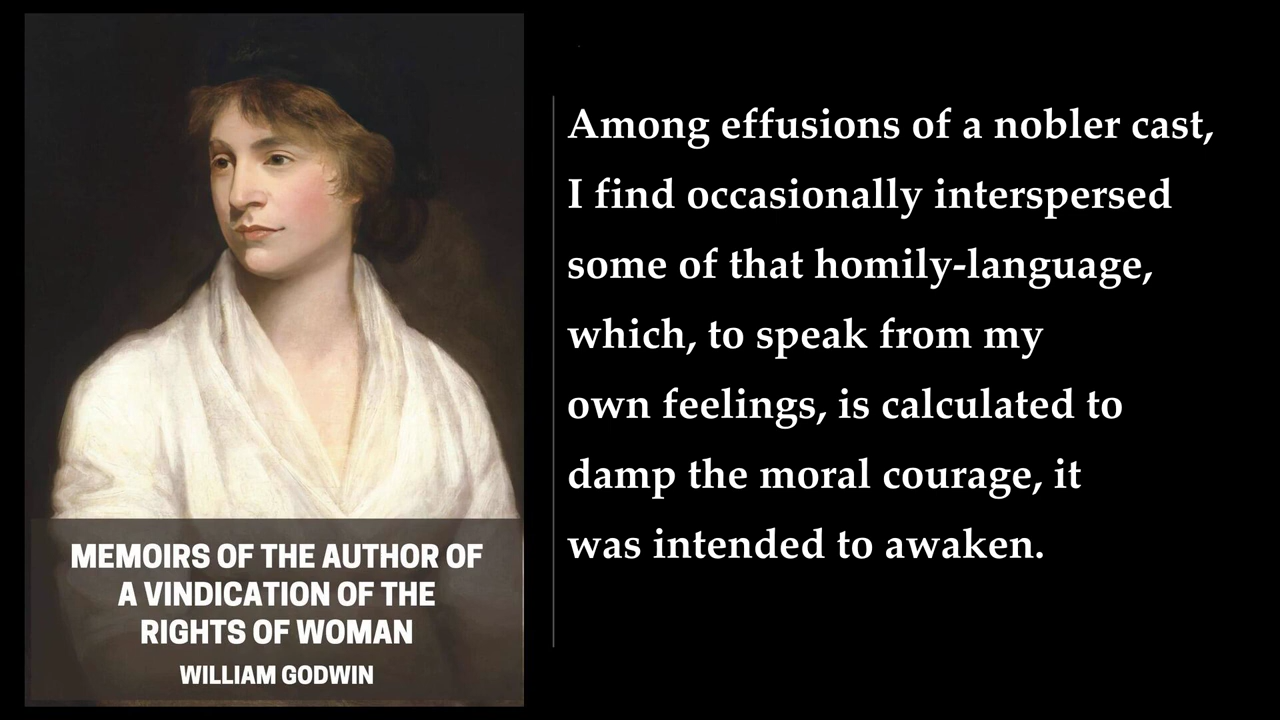 MEMOIRS OF THE AUTHOR OF
A VINDICATION OF THE
RIGHTS OF WOMAN
WILLIAM GODWIN
Among effusions of a nobler cast,
I find occasionally interspersed
some of that homily-language,
which, to speak from my
own feelings, is calculated to
damp the moral courage, it
was intended to awaken.